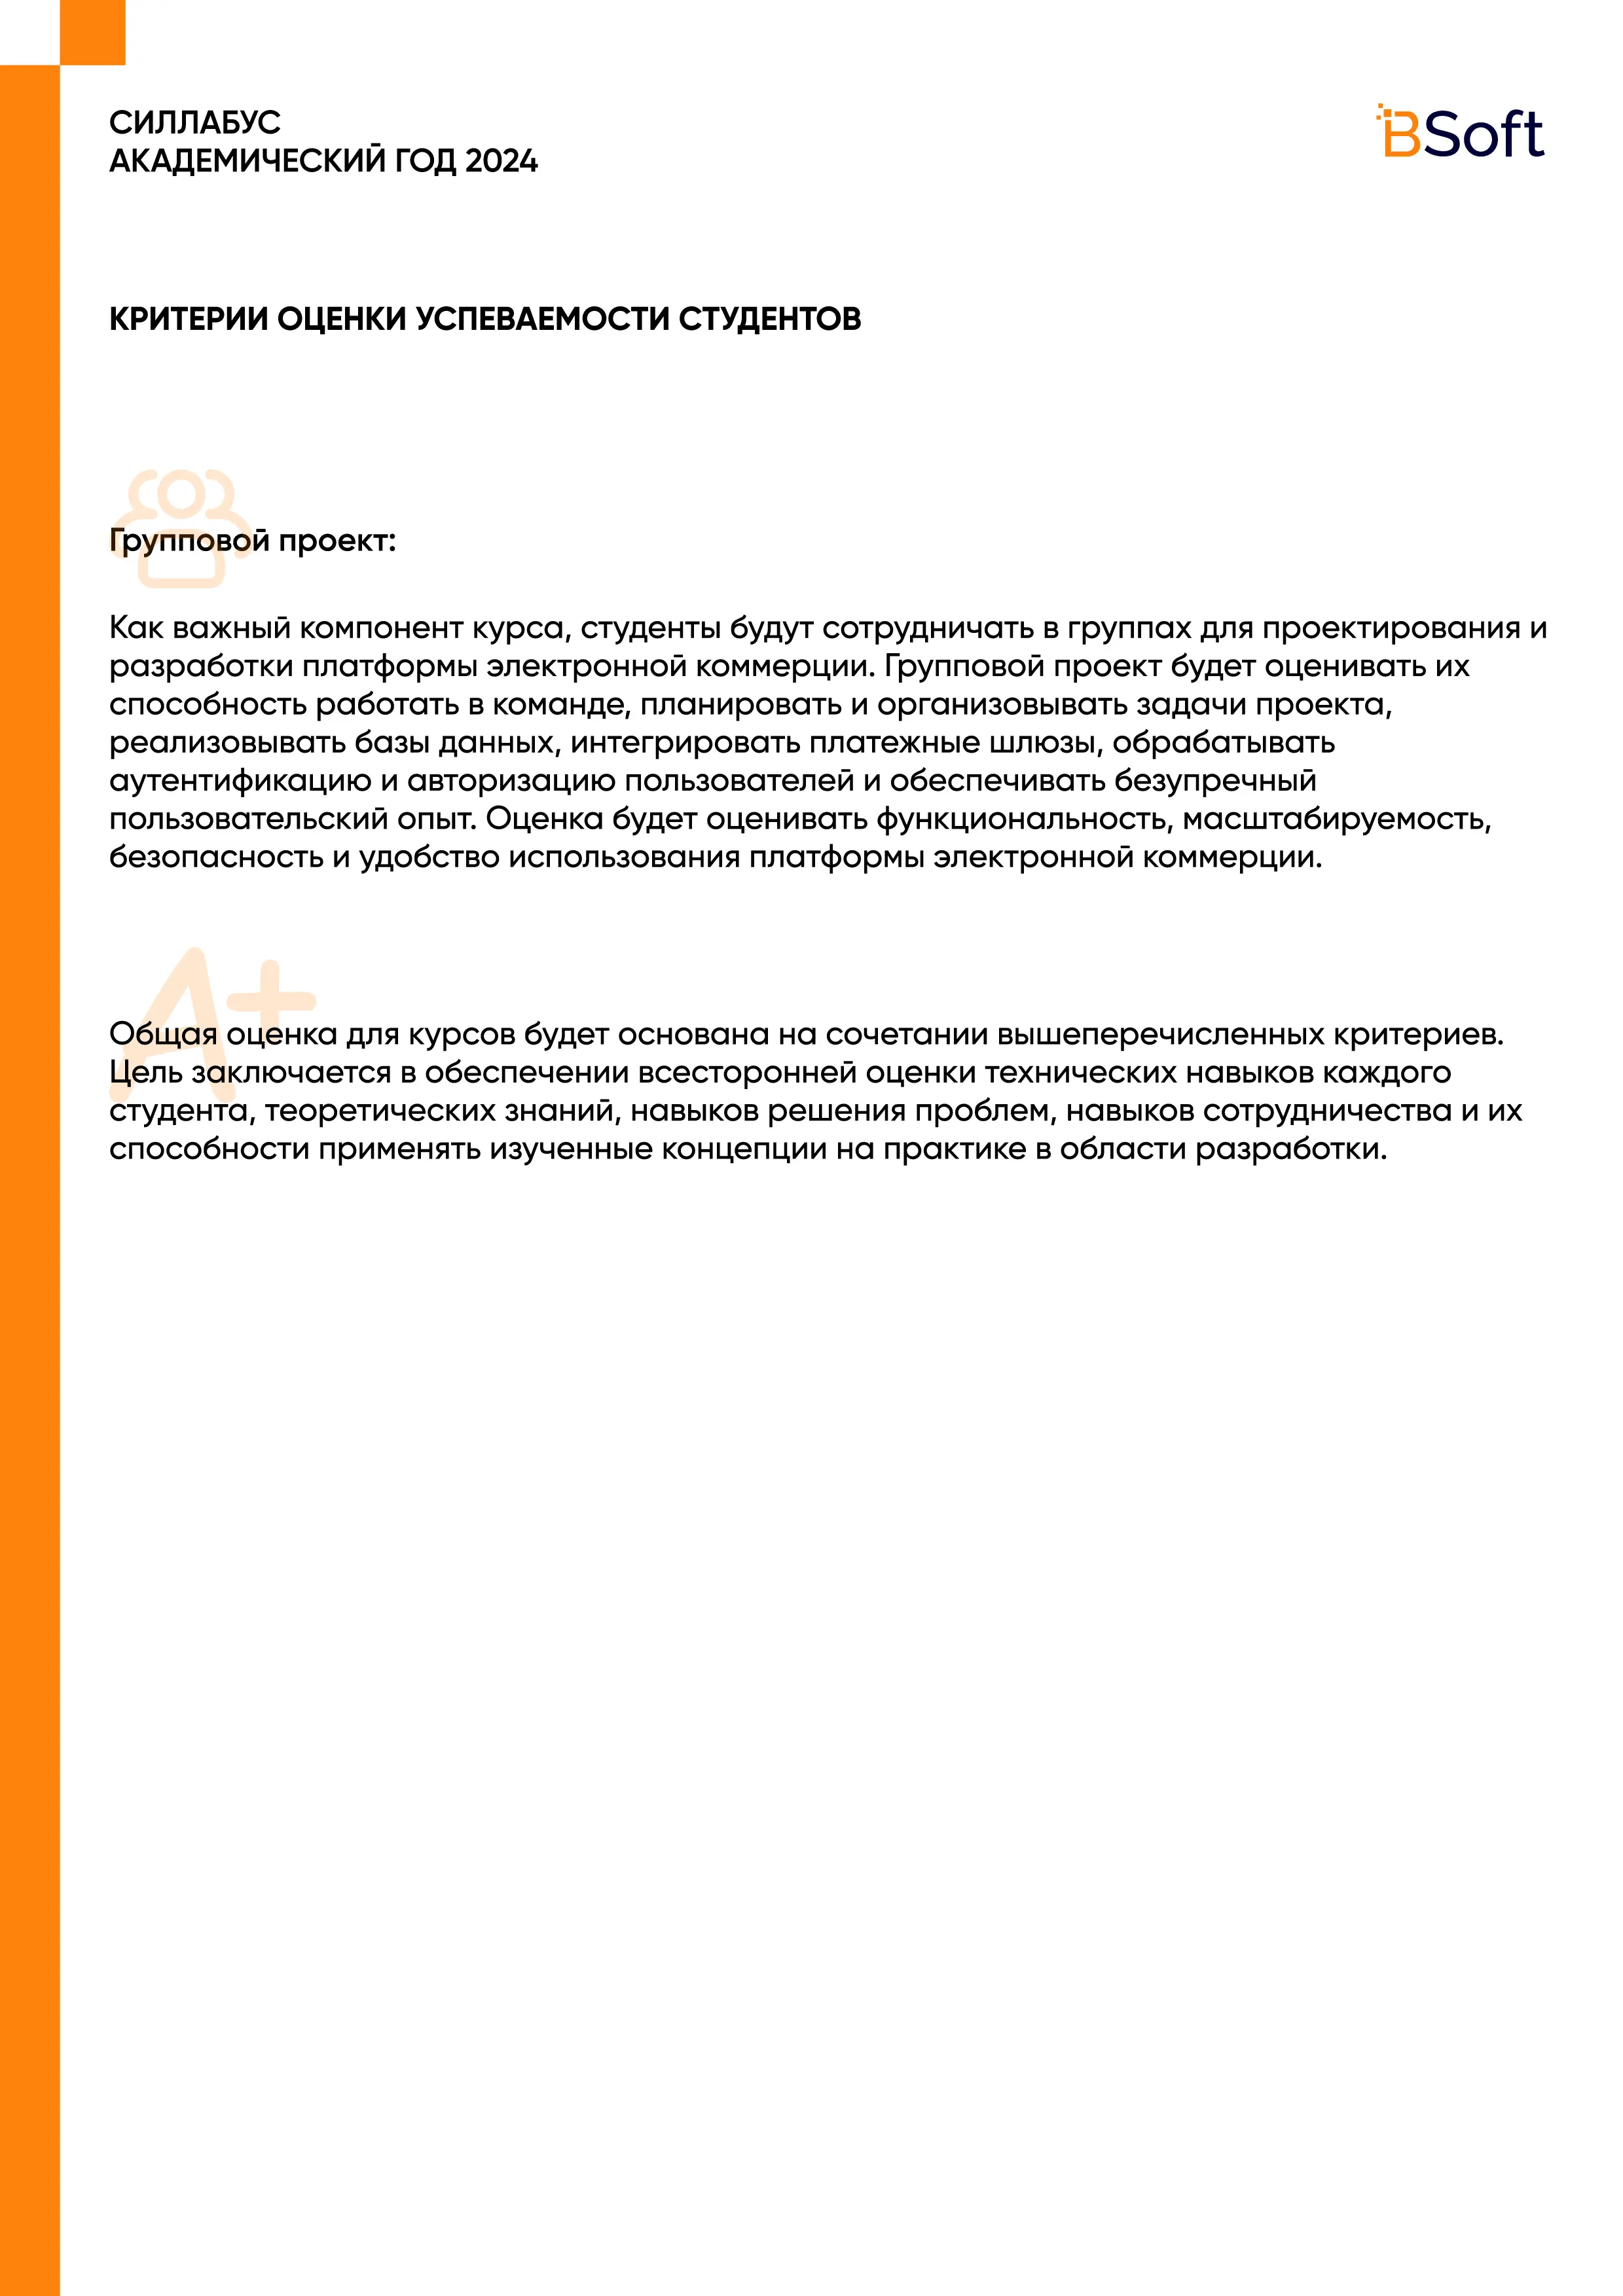 СИЛЛАБУС
АКАДЕМИЧЕСКИЙ ГОД 2024
BSoft
КРИТЕРИИ ОЦЕНКИ УСПЕВАЕМОСТИ СТУДЕНТОВ
Групповой проект:
Как важный компонент курса, студенты будут сотрудничать в группах для проектирования и
разработки платформы электронной коммерции. Групповой проект будет оценивать их
способность работать в команде, планировать и организовывать задачи проекта,
реализовывать базы данных, интегрировать платежные шлюзы, обрабатывать
аутентификацию и авторизацию пользователей и обеспечивать безупречный
пользовательский опыт. Оценка будет оценивать функциональность, масштабируемость,
безопасность и удобство использования платформы электронной коммерции.
A+
Общая оценка для курсов будет основана на сочетании вышеперечисленных критериев.
Цель заключается в обеспечении всесторонней оценки технических навыков каждого
студента, теоретических знаний, навыков решения проблем, навыков сотрудничества и их
способности применять изученные концепции на практике в области разработки.